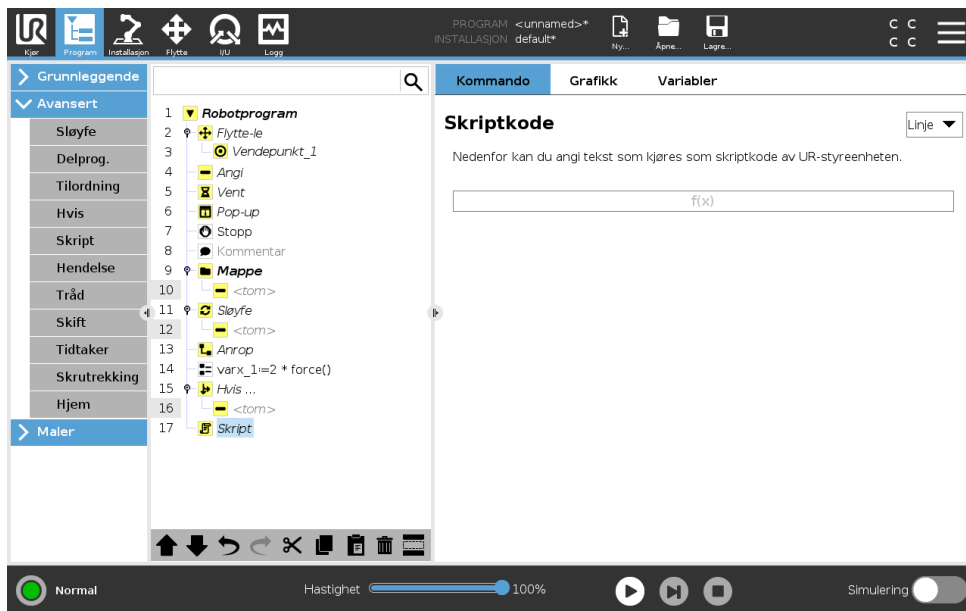 UR
PROGRAM <unnamed>*
INSTALLASJON default*
Kjør
Program
Installasjon
Flytte
I/U
Logg
Ny...
Åpne...
Lagre...
C C
C C
Grunnleggende
Avansert
Sløyfe
Delprog.
Tilordning
Hvis
Skript
Hendelse
Tråd
Skift
Tidtaker
Skrutrekking
Hjem
Maler
1 Robotprogram
2 Flytte-le
3 Vendepunkt_1
4 Angi
5 Vent
6 Pop-up
7 Stopp
8 Kommentar
9 Mappe
10 <tom>
11 Sløyfe
12 <tom>
13 Anrop
14 varx_1:=2 * force()
15 Hvis ...
16 <tom>
17 Skript
Kommando
Grafikk
Variabler
Skriptkode
Linje
Nedenfor kan du angi tekst som kjøres som skriptkode av UR-styreenheten.
f(x)
Normal
Hastighet
100%
Simulering